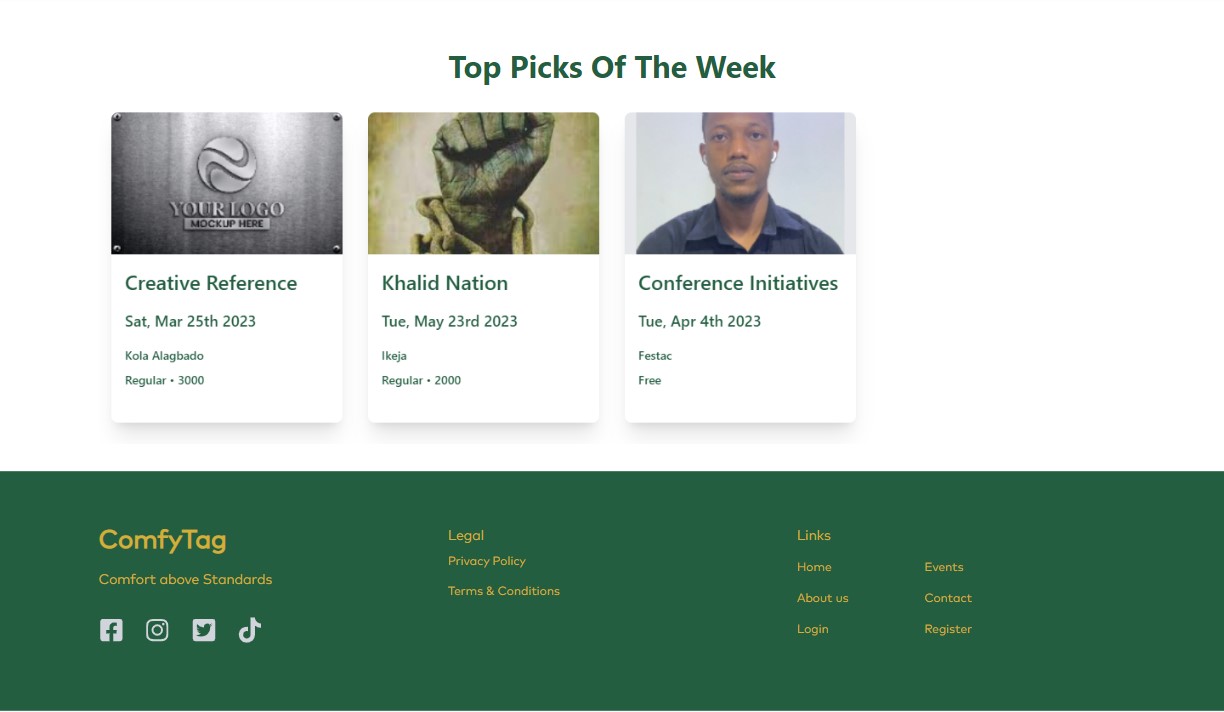 Top Picks Of The Week
YOUR LOGO
MOCKUP HERE
Creative Reference
Sat, Mar 25th 2023
Kola Alagbado
Regular • 3000
Khalid Nation
Tue, May 23rd 2023
Ikeja
Regular • 2000
Conference Initiatives
Tue, Apr 4th 2023
Festac
Free
ComfyTag
Comfort above Standards
Legal
Privacy Policy
Terms & Conditions
Links
Home
About us
Login
Events
Contact
Register